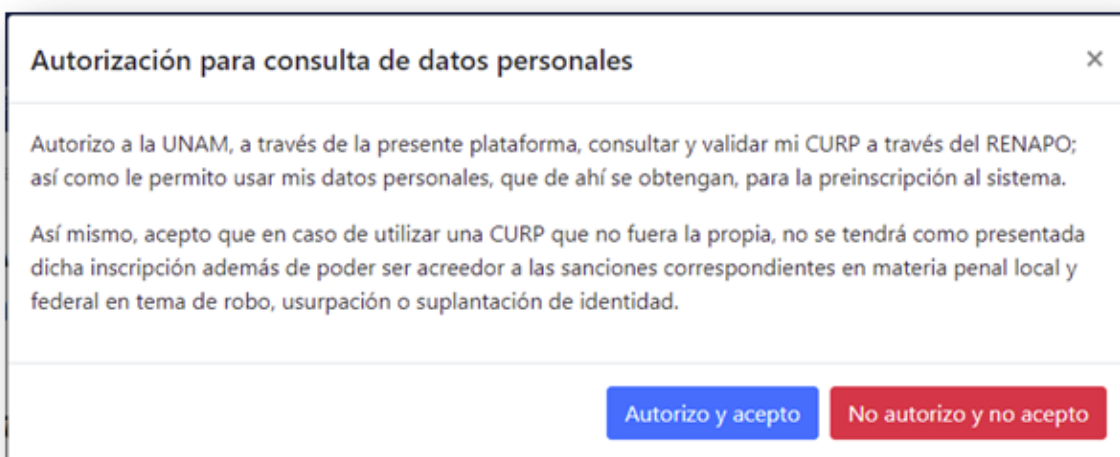 Autorización para consulta de datos personales
×
Autorizo a la UNAM, a través de la presente plataforma, consultar y validar mi CURP a través del RENAPO;
así como le permito usar mis datos personales, que de ahí se obtengan, para la preinscripción al sistema.
Así mismo, acepto que en caso de utilizar una CURP que no fuera la propia, no se tendrá como presentada
dicha inscripción además de poder ser acreedor a las sanciones correspondientes en materia penal local y
federal en tema de robo, usurpación o suplantación de identidad.
Autorizo y acepto
No autorizo y no acepto